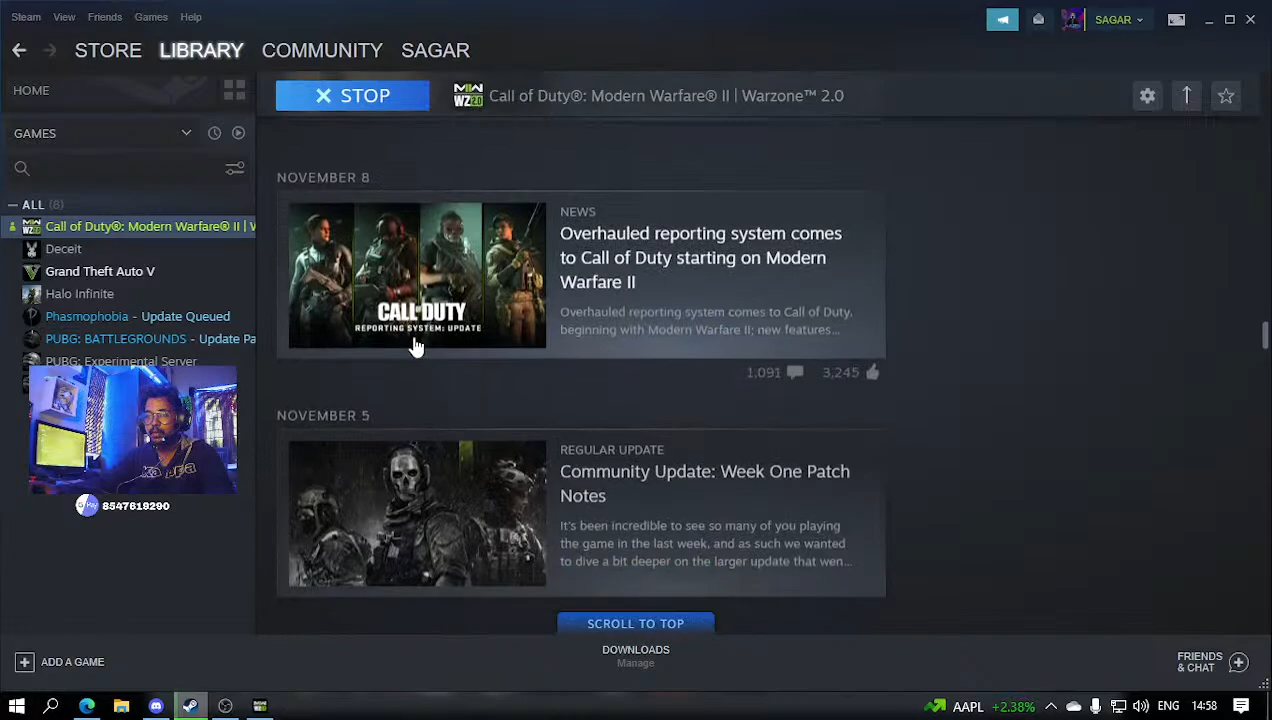 Steam View Friends Games Help
SAGAR
STORE LIBRARY COMMUNITY SAGAR
HOME
STOP
MWII WZ2.0 Call of Duty®: Modern Warfare® II | Warzone™ 2.0
GAMES
ALL (8)
Call of Duty®: Modern Warfare® II | W
Deceit
Grand Theft Auto V
Halo Infinite
Phasmophobia - Update Queued
PUBG: BATTLEGROUNDS - Update Pa
PUBG: Experimental Server
Kappa
G Pay 8547619290
NOVEMBER 8
CALL OF DUTY
REPORTING SYSTEM: UPDATE
NEWS
Overhauled reporting system comes
to Call of Duty starting on Modern
Warfare II
Overhauled reporting system comes to Call of Duty,
beginning with Modern Warfare II; new features...
1,091 3,245
NOVEMBER 5
REGULAR UPDATE
Community Update: Week One Patch
Notes
It's been incredible to see so many of you playing
the game in the last week, and as such we wanted
to dive a bit deeper on the larger update that wen...
SCROLL TO TOP
ADD A GAME
DOWNLOADS
Manage
FRIENDS
& CHAT
AAPL +2.38% ENG 14:58